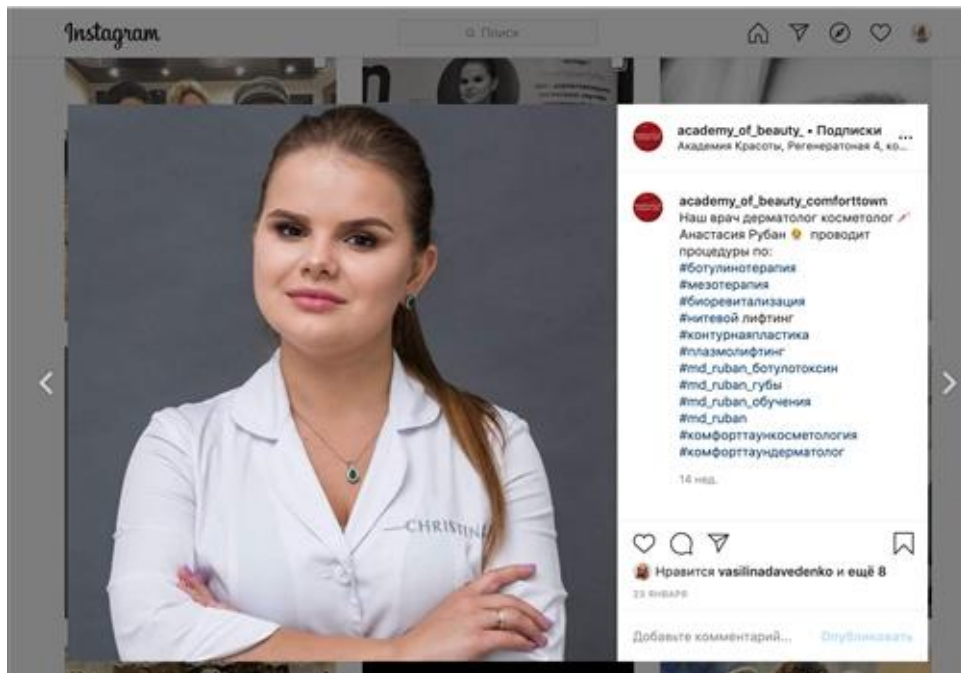 Instagram
Поиск
academy_of_beauty_ • Подписки
Академия Красоты, Регенератоная 4, ко...
academy_of_beauty_comforttown
Наш врач дерматолог косметолог
Анастасия Рубан проводит
процедуры по:
#ботулинотерапия
#мезотерапия
#биоревитализация
#нитевой лифтинг
#контурнаяпластика
#плазмолифтинг
#md_ruban_ботулотоксин
#md_ruban_губы
#md_ruban_обучения
#md_ruban
#комфорттаункосметология
#комфорттаундерматолог
14 нед.
CHRISTINA
Нравится vasilinadavedenko и ещё 8
23 ЯНВАРЯ
Добавьте комментарий...
Опубликовать